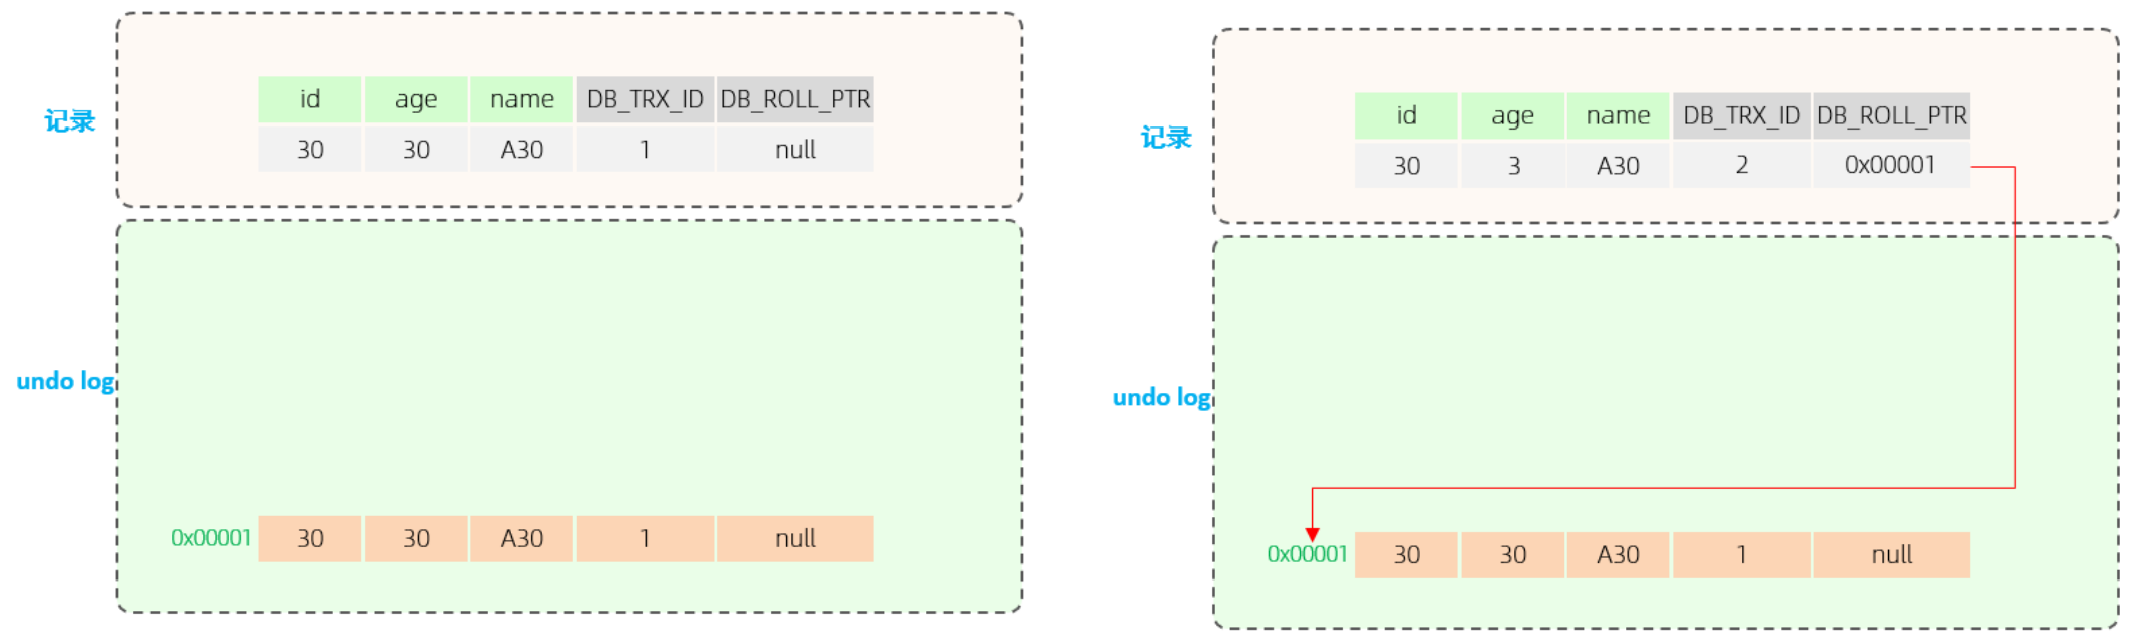 记录
id age name DB_TRX_ID DB_ROLL_PTR
30 30 A30 1 null
undo log
0x00001 30 30 A30 1 null
记录
id age name DB_TRX_ID DB_ROLL_PTR
30 3 A30 2 0x00001
undo log
0x00001 30 30 A30 1 null